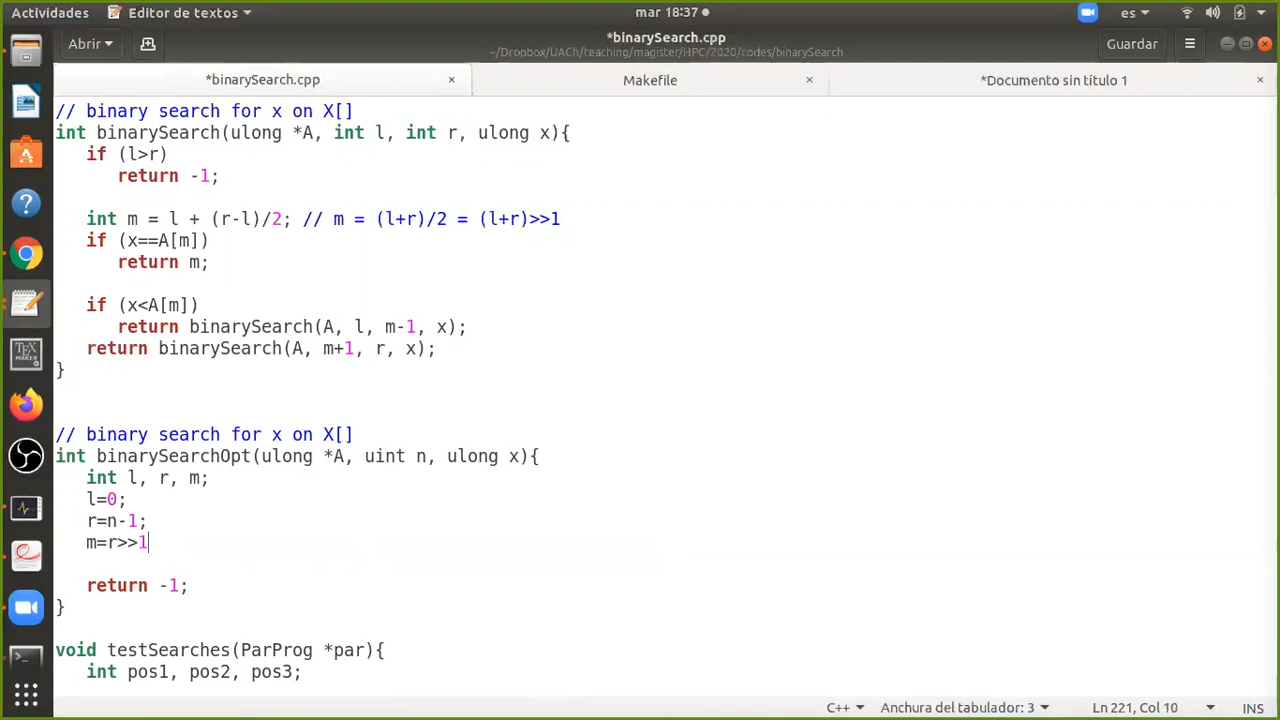 Actividades Editor de textos mar 18:37 es
Abrir *binarySearch.cpp Guardar
~/Dropbox/UACh/teaching/magister/HPC/2020/codes/binarySearch
*binarySearch.cpp × Makefile × *Documento sin título 1 ×
// binary search for x on X[]
int binarySearch(ulong *A, int l, int r, ulong x){
if (l>r)
return -1;
int m = l + (r-l)/2; // m = (l+r)/2 = (l+r)>>1
if (x==A[m])
return m;
if (x<A[m])
return binarySearch(A, l, m-1, x);
return binarySearch(A, m+1, r, x);
}
// binary search for x on X[]
int binarySearchOpt(ulong *A, uint n, ulong x){
int l, r, m;
l=0;
r=n-1;
m=r>>1
return -1;
}
void testSearches(ParProg *par){
int pos1, pos2, pos3;
C++ Anchura del tabulador: 3 Ln 221, Col 10 INS